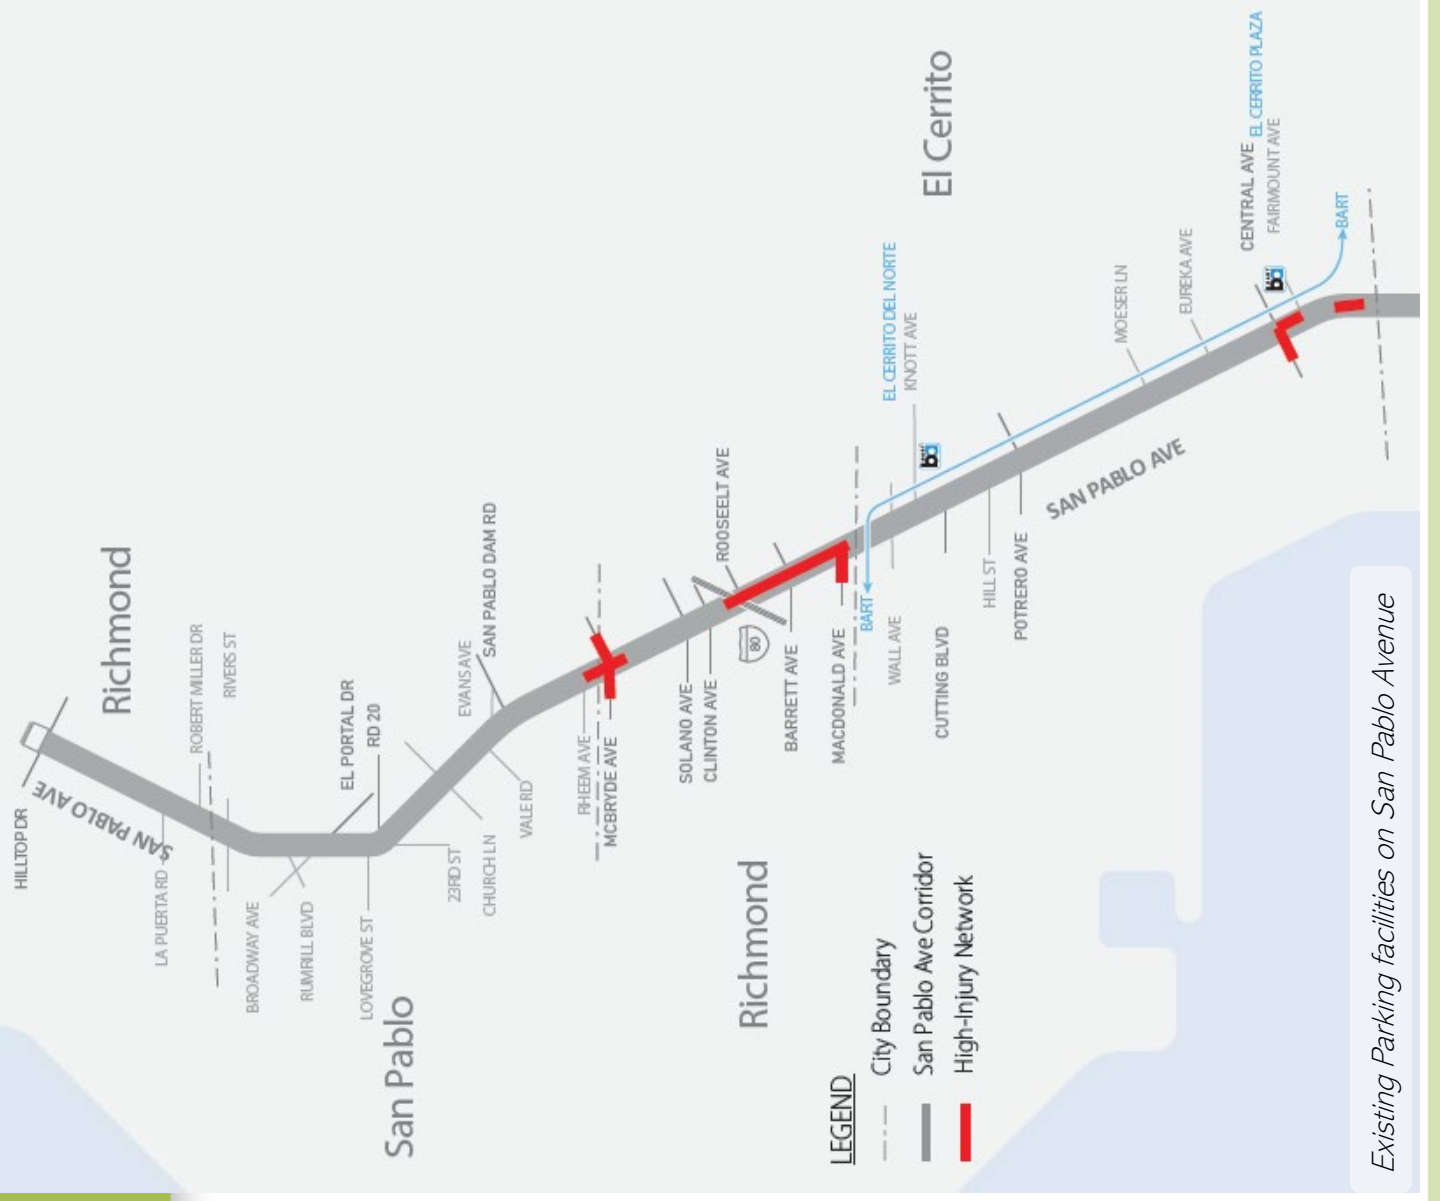 HILLTOP DR
SAN PABLO AVE
Richmond
LA PUERTA RD
ROBERT MILLER DR
RIVERS ST
BROADWAY AVE
RUMRILL BLVD
EL PORTAL DR
RD 20
LOVEGROVE ST
San Pablo
23RD ST
CHURCH LN
EVANS AVE
SAN PABLO DAM RD
VALE RD
RHEEM AVE
MCBRYDE AVE
SOLANO AVE
CLINTON AVE
ROOSEELT AVE
80
Richmond
BARRETT AVE
MACDONALD AVE
BART
EL CERRITO DEL NORTE
KNOTT AVE
WALL AVE
ba
CUTTING BLVD
El Cerrito
HILL ST
POTRERO AVE
SAN PABLO AVE
MOESER LN
EUREKA AVE
CENTRAL AVE
EL CERRITO PLAZA
FAIRMOUNT AVE
ba
BART
LEGEND
City Boundary
San Pablo Ave Corridor
High-Injury Network
Existing Parking facilities on San Pablo Avenue